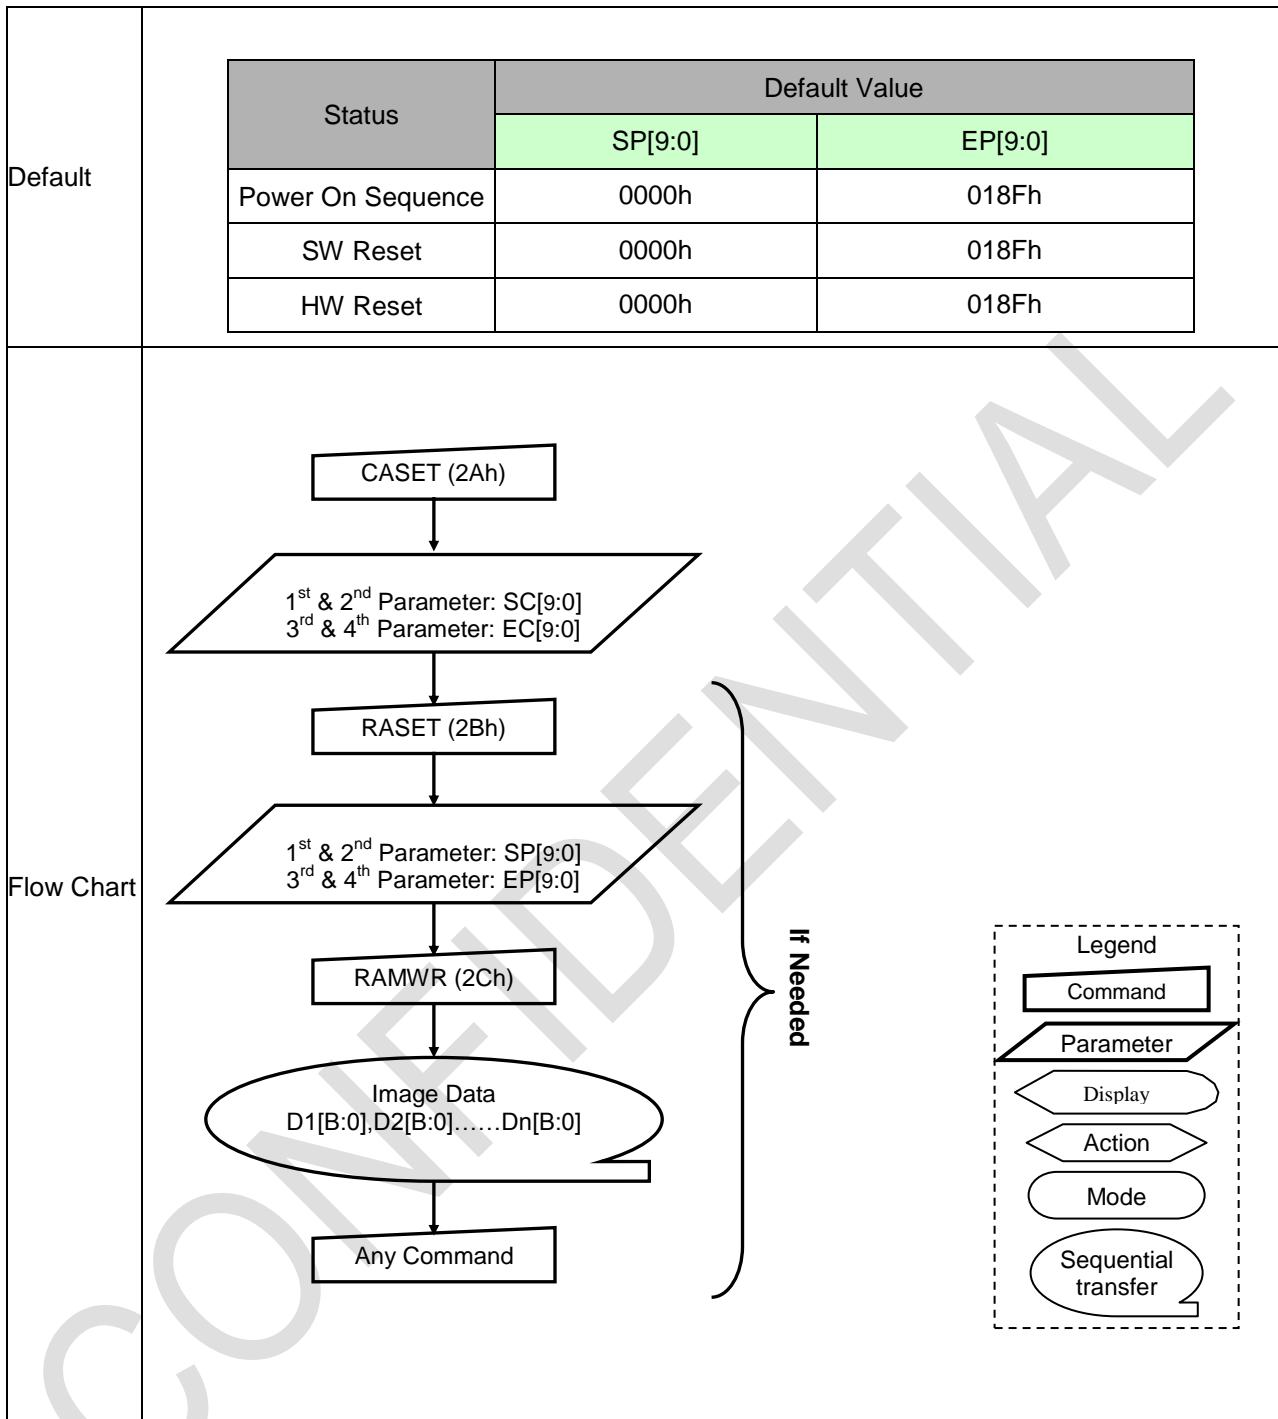 Default
Status
Default Value
SP[9:0] EP[9:0]
Power On Sequence 0000h 018Fh
SW Reset 0000h 018Fh
HW Reset 0000h 018Fh
Flow Chart
CASET (2Ah)
1st & 2nd Parameter: SC[9:0]
3rd & 4th Parameter: EC[9:0]
RASET (2Bh)
1st & 2nd Parameter: SP[9:0]
3rd & 4th Parameter: EP[9:0]
RAMWR (2Ch)
Image Data
D1[B:0],D2[B:0]……Dn[B:0]
Any Command
If Needed
Legend
Command
Parameter
Display
Action
Mode
Sequential
transfer
CONFIDENTIAL